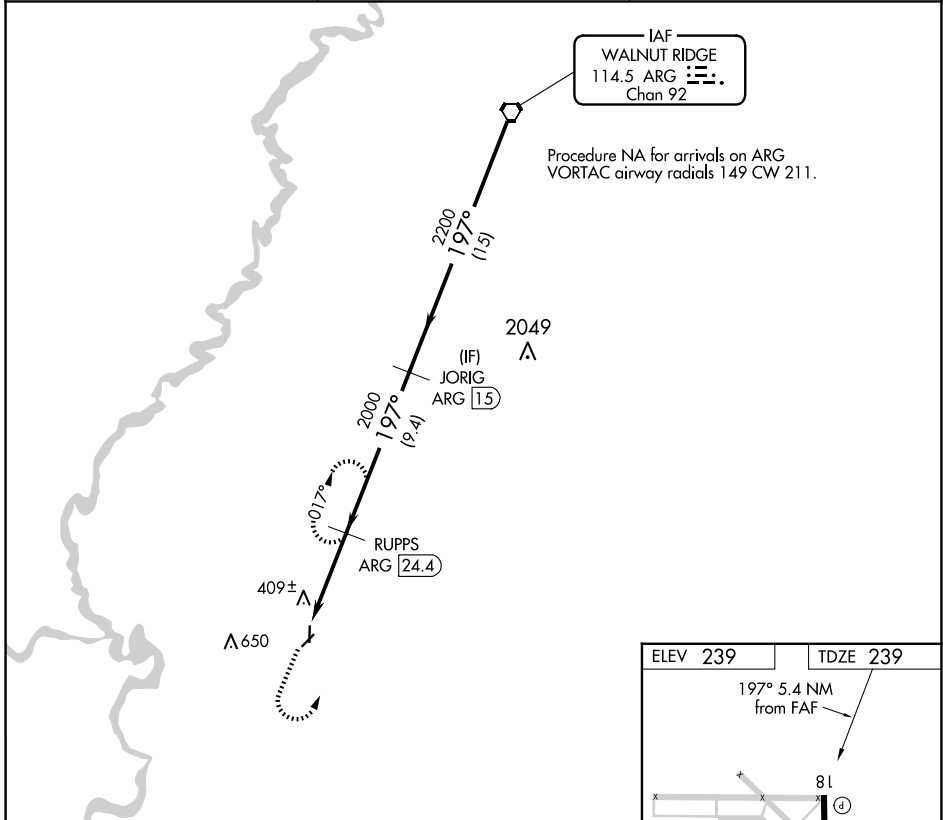 IAF
WALNUT RIDGE
114.5 ARG
Chan 92
Procedure NA for arrivals on ARG
VORTAC airway radials 149 CW 211.
2200
197°
(15)
2049
(IF)
JORIG
ARG 15
2000
197°
(9.4)
017°
RUPPS
ARG 24.4
409±
650
ELEV 239
TDZE 239
197° 5.4 NM
from FAF
18
P
x
x
x
x